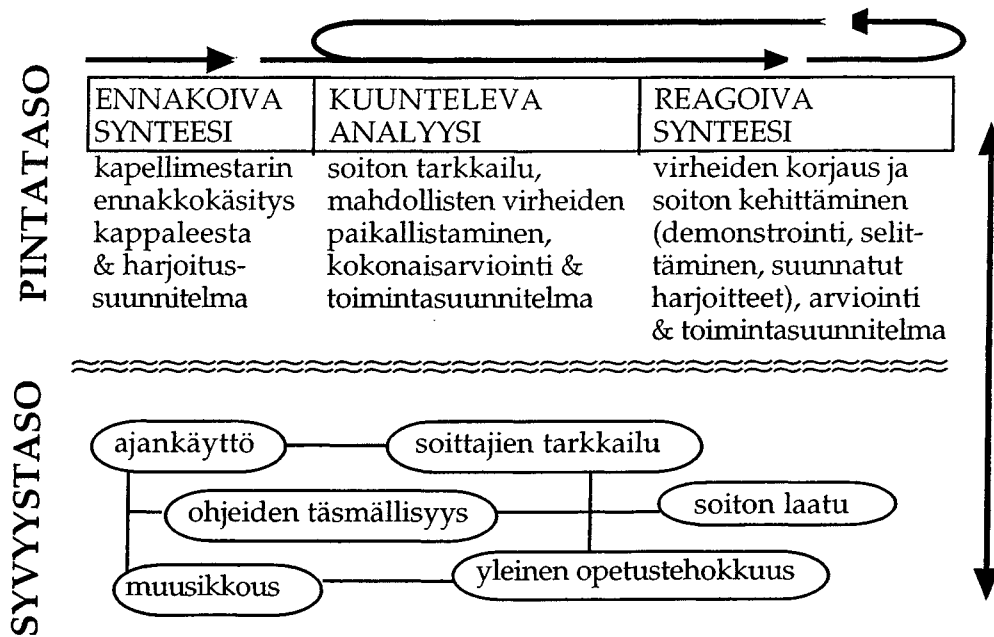 PINTATASO
ENNAKOIVA
SYNTEESI
kapellimestarin
ennakkokäsitys
kappaleesta
& harjoitus-
suunnitelma
KUUNTELEVA
ANALYYSI
soiton tarkkailu,
mahdollisten virheiden
paikallistaminen,
kokonaisarviointi &
toimintasuunnitelma
REAGOIVA
SYNTEESI
virheiden korjaus ja
soiton kehittäminen
(demonstrointi, selit-
täminen, suunnatut
harjoitteet), arviointi
& toimintasuunnitelma
SYVYYSTASO
ajankäyttö
soittajien tarkkailu
ohjeiden täsmällisyys
soiton laatu
muusikkous
yleinen opetustehokkuus